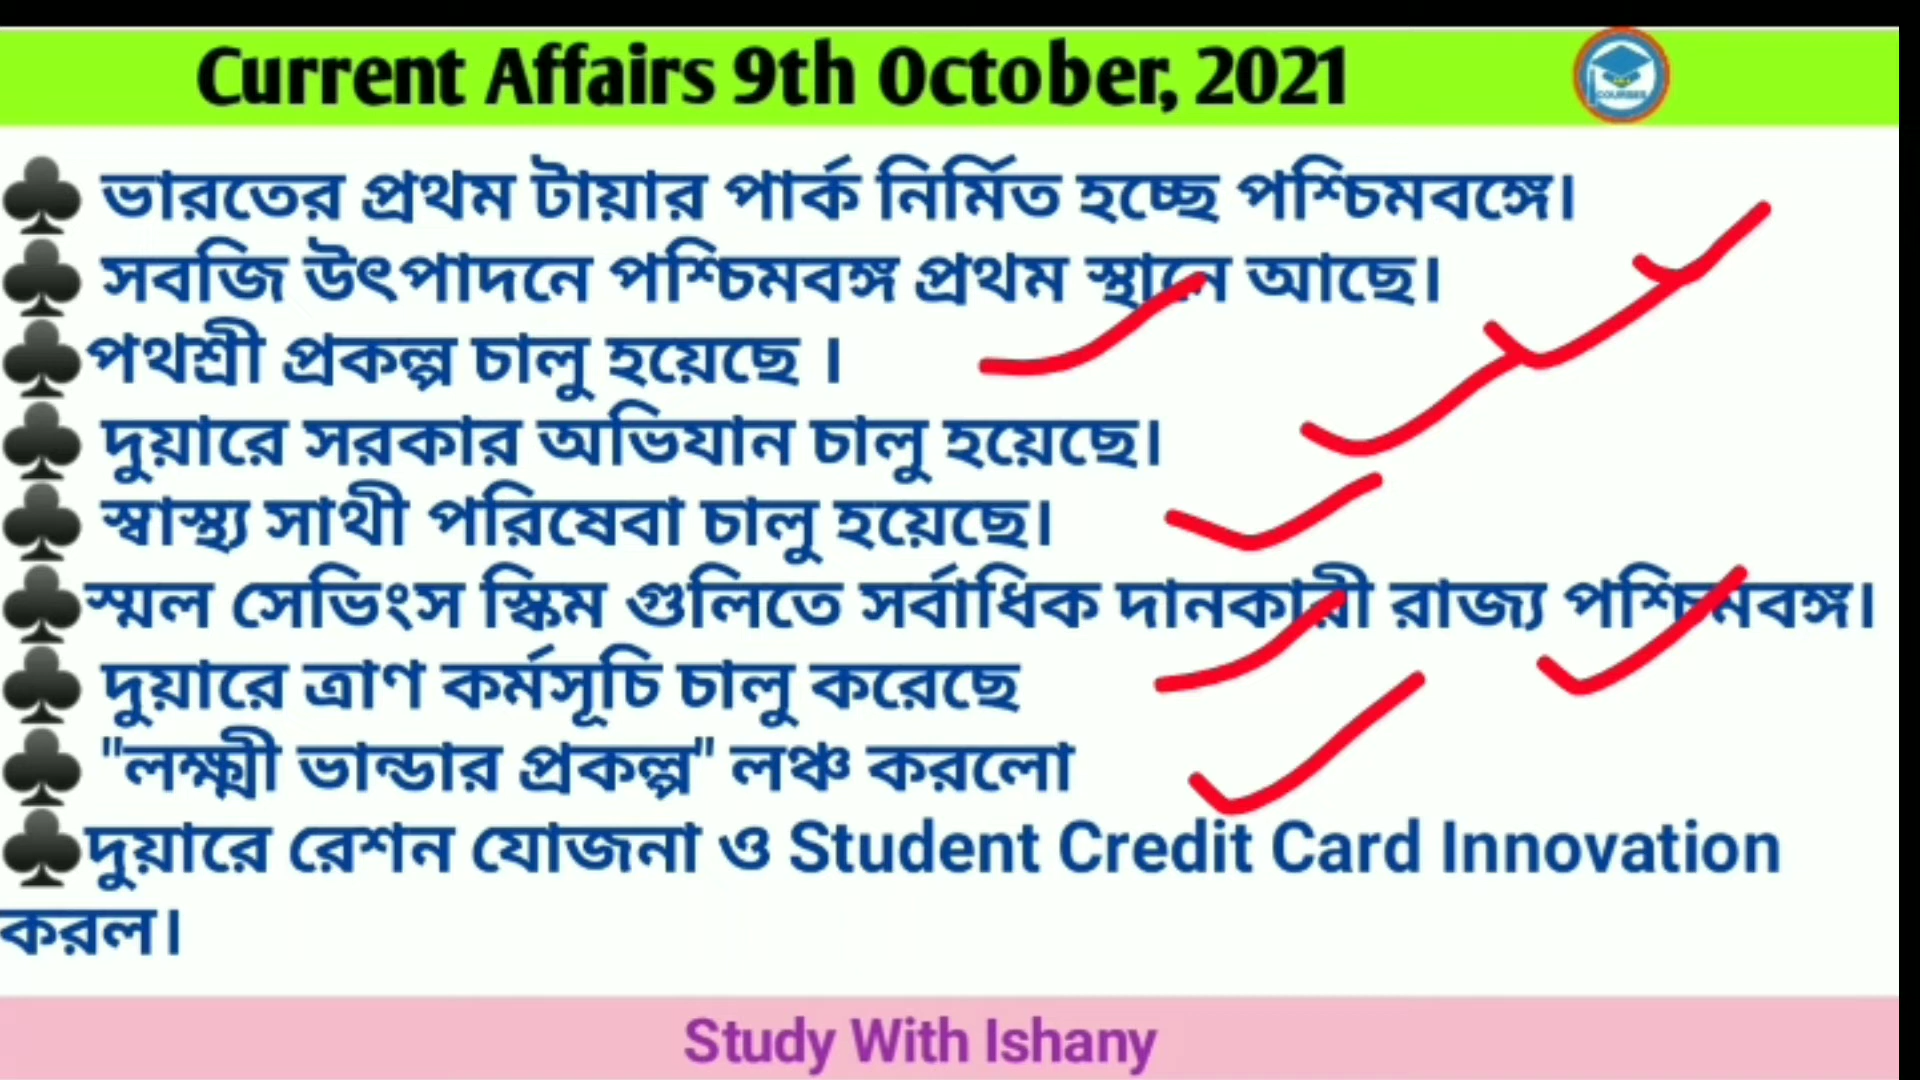 Current Affairs 9th October, 2021
COURSES
ভারতের প্রথম টায়ার পার্ক নির্মিত হচ্ছে পশ্চিমবঙ্গে।
সবজি উৎপাদনে পশ্চিমবঙ্গ প্রথম স্থানে আছে।
পথশ্রী প্রকল্প চালু হয়েছে ।
দুয়ারে সরকার অভিযান চালু হয়েছে।
স্বাস্থ্য সাথী পরিষেবা চালু হয়েছে।
স্মল সেভিংস স্কিম গুলিতে সর্বাধিক দানকারী রাজ্য পশ্চিমবঙ্গ।
দুয়ারে ত্রাণ কর্মসূচি চালু করেছে
"লক্ষ্মী ভান্ডার প্রকল্প" লঞ্চ করলো
দুয়ারে রেশন যোজনা ও Student Credit Card Innovation
করল।
Study With Ishany